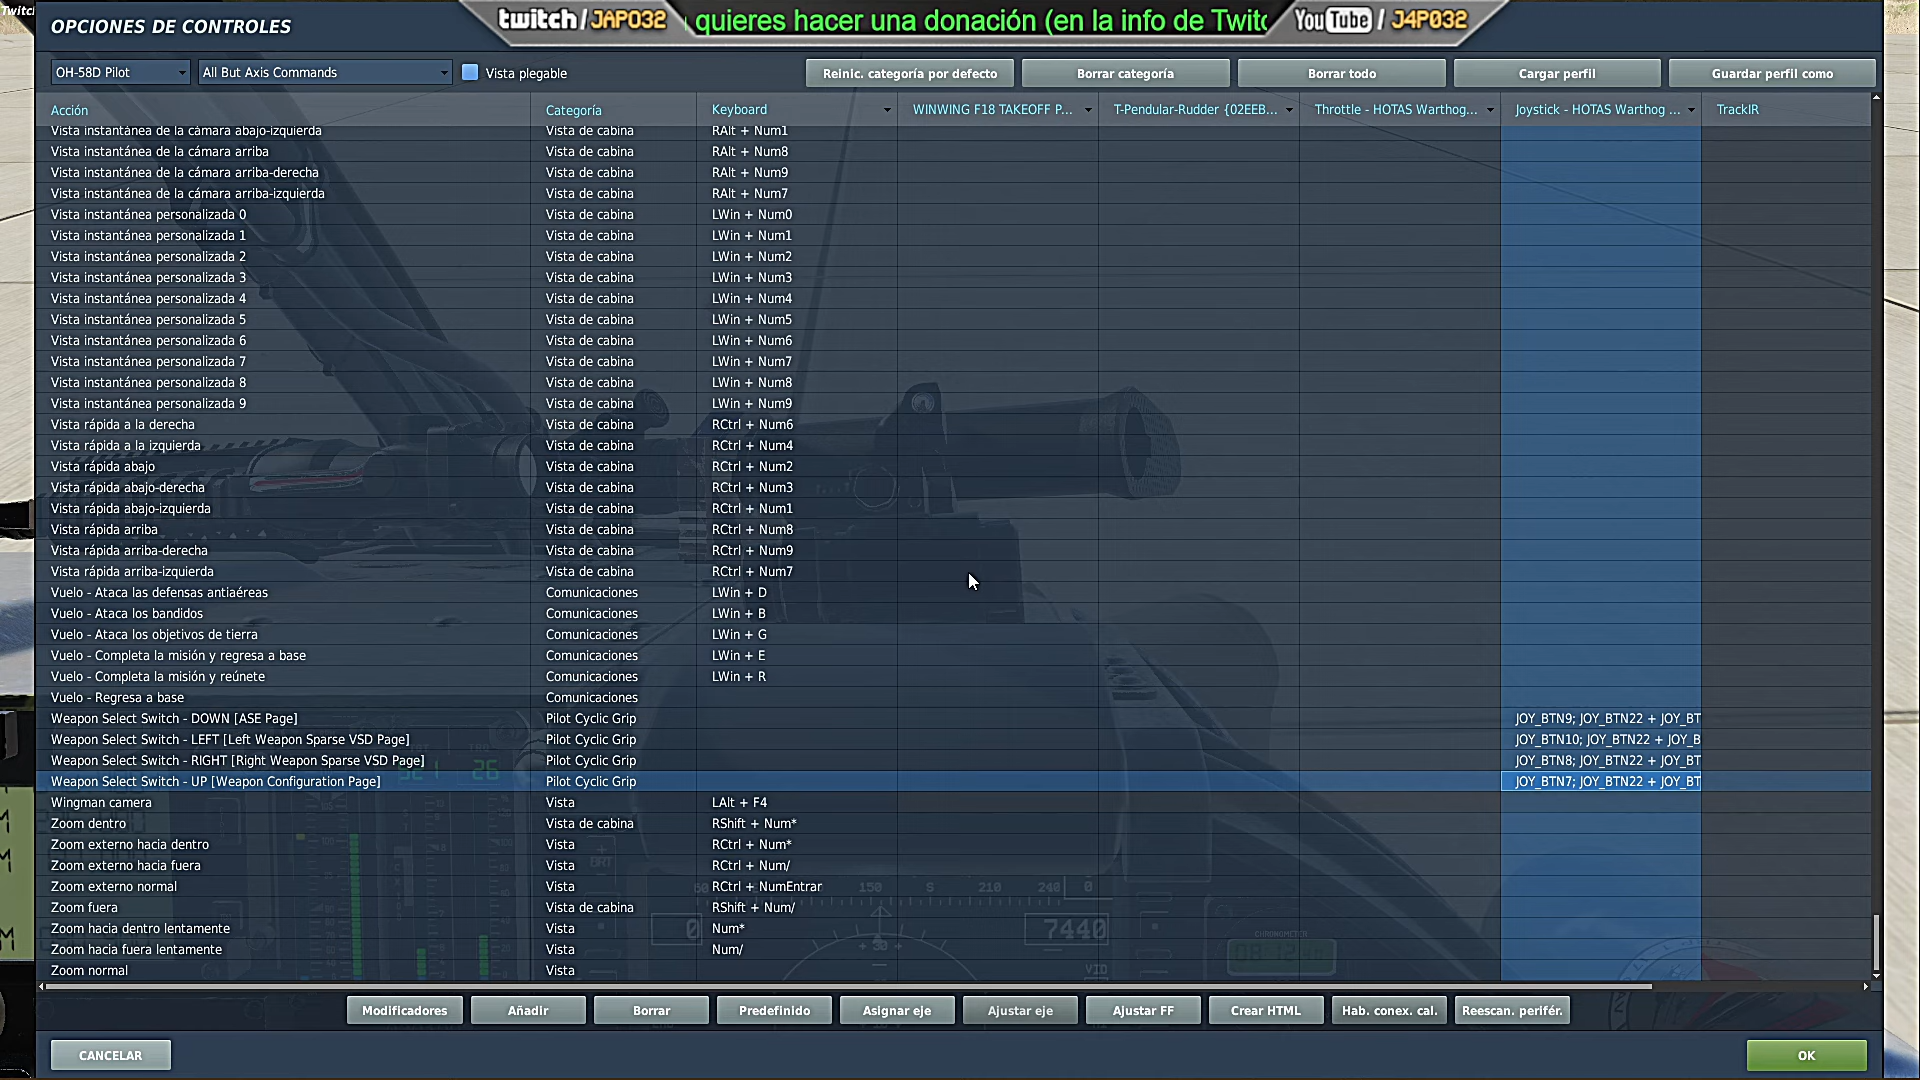 Twitch
twitch / JAPO32
quieres hacer una donación (en la info de Twitc
YouTube / J4P032
OPCIONES DE CONTROLES
OH-58D Pilot
All But Axis Commands
Vista plegable
Reinic. categoría por defecto
Borrar categoría
Borrar todo
Cargar perfil
Guardar perfil como
Acción Categoría Keyboard WINWING F18 TAKEOFF P... T-Pendular-Rudder {02EEB... Throttle - HOTAS Warthog... Joystick - HOTAS Warthog ... TrackIR
Vista instantánea de la cámara abajo-izquierda Vista de cabina RAlt + Num1
Vista instantánea de la cámara arriba Vista de cabina RAlt + Num8
Vista instantánea de la cámara arriba-derecha Vista de cabina RAlt + Num9
Vista instantánea de la cámara arriba-izquierda Vista de cabina RAlt + Num7
Vista instantánea personalizada 0 Vista de cabina LWin + Num0
Vista instantánea personalizada 1 Vista de cabina LWin + Num1
Vista instantánea personalizada 2 Vista de cabina LWin + Num2
Vista instantánea personalizada 3 Vista de cabina LWin + Num3
Vista instantánea personalizada 4 Vista de cabina LWin + Num4
Vista instantánea personalizada 5 Vista de cabina LWin + Num5
Vista instantánea personalizada 6 Vista de cabina LWin + Num6
Vista instantánea personalizada 7 Vista de cabina LWin + Num7
Vista instantánea personalizada 8 Vista de cabina LWin + Num8
Vista instantánea personalizada 9 Vista de cabina LWin + Num9
Vista rápida a la derecha Vista de cabina RCtrl + Num6
Vista rápida a la izquierda Vista de cabina RCtrl + Num4
Vista rápida abajo Vista de cabina RCtrl + Num2
Vista rápida abajo-derecha Vista de cabina RCtrl + Num3
Vista rápida abajo-izquierda Vista de cabina RCtrl + Num1
Vista rápida arriba Vista de cabina RCtrl + Num8
Vista rápida arriba-derecha Vista de cabina RCtrl + Num9
Vista rápida arriba-izquierda Vista de cabina RCtrl + Num7
Vuelo - Ataca las defensas antiaéreas Comunicaciones LWin + D
Vuelo - Ataca los bandidos Comunicaciones LWin + B
Vuelo - Ataca los objetivos de tierra Comunicaciones LWin + G
Vuelo - Completa la misión y regresa a base Comunicaciones LWin + E
Vuelo - Completa la misión y reúnete Comunicaciones LWin + R
Vuelo - Regresa a base Comunicaciones
Weapon Select Switch - DOWN [ASE Page] Pilot Cyclic Grip JOY_BTN9; JOY_BTN22 + JOY_BT
Weapon Select Switch - LEFT [Left Weapon Sparse VSD Page] Pilot Cyclic Grip JOY_BTN10; JOY_BTN22 + JOY_B
Weapon Select Switch - RIGHT [Right Weapon Sparse VSD Page] Pilot Cyclic Grip JOY_BTN8; JOY_BTN22 + JOY_BT
Weapon Select Switch - UP [Weapon Configuration Page] Pilot Cyclic Grip JOY_BTN7; JOY_BTN22 + JOY_BT
Wingman camera Vista LAlt + F4
Zoom dentro Vista de cabina RShift + Num*
Zoom externo hacia dentro Vista RCtrl + Num*
Zoom externo hacia fuera Vista RCtrl + Num/
Zoom externo normal Vista RCtrl + NumEntrar
Zoom fuera Vista de cabina RShift + Num/
Zoom hacia dentro lentamente Vista Num*
Zoom hacia fuera lentamente Vista Num/
Zoom normal Vista
150 S 210 240 0
7440
CHRONOMETER
Modificadores
Añadir
Borrar
Predefinido
Asignar eje
Ajustar eje
Ajustar FF
Crear HTML
Hab. conex. cal.
Reescan. perifér.
CANCELAR
OK